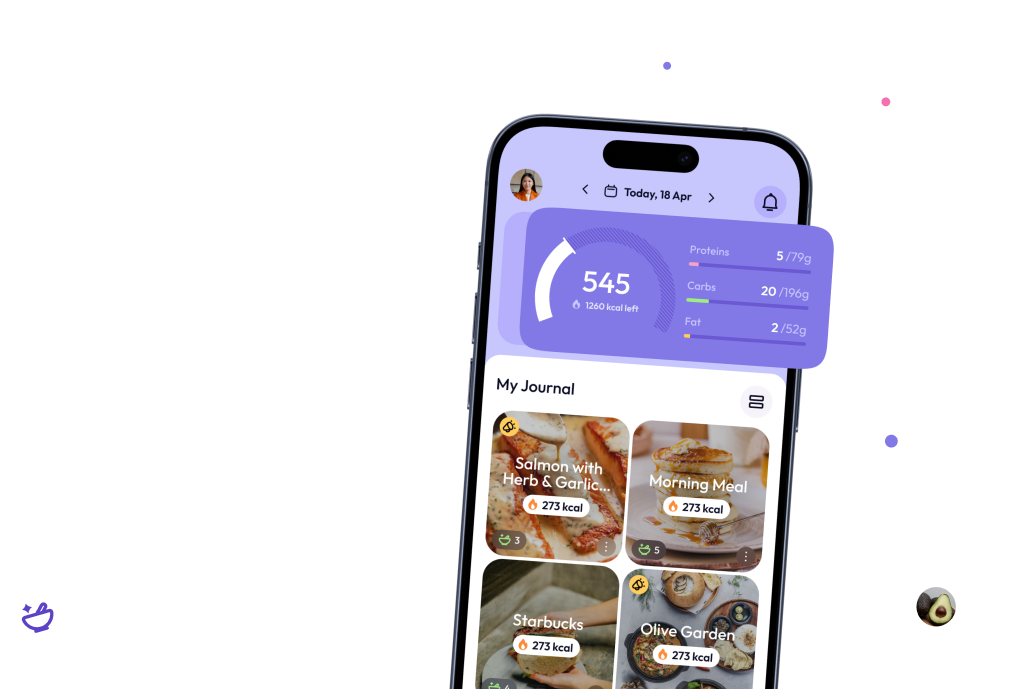 Today, 18 Apr
545
1260 kcal left
Proteins
5 /79g
Carbs
20 /196g
Fat
2 /52g
My Journal
Salmon with
Herb & Garlic...
273 kcal
3
Morning Meal
273 kcal
5
Starbucks
273 kcal
Olive Garden
273 kcal